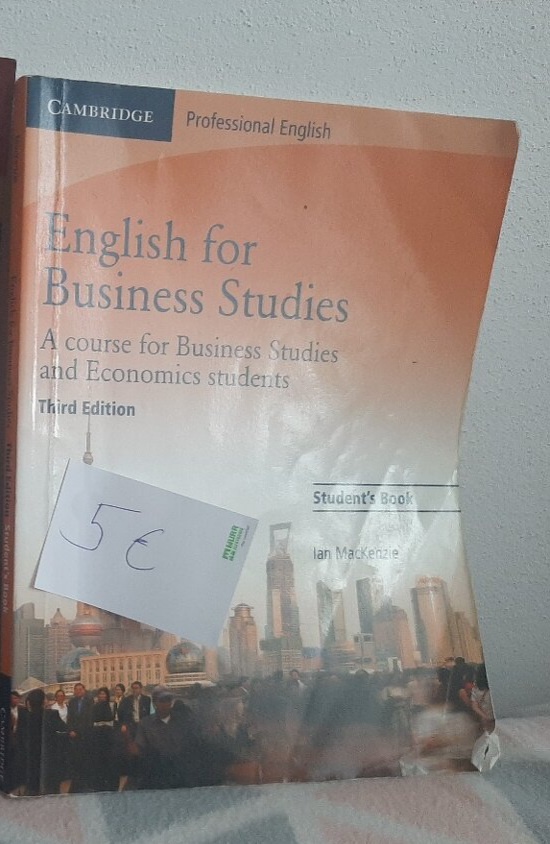 CAMBRIDGE
Professional English
English for
Business Studies
A course for Business Studies
and Economics students
Third Edition
Student's Book
Ian MacKenzie
5 €